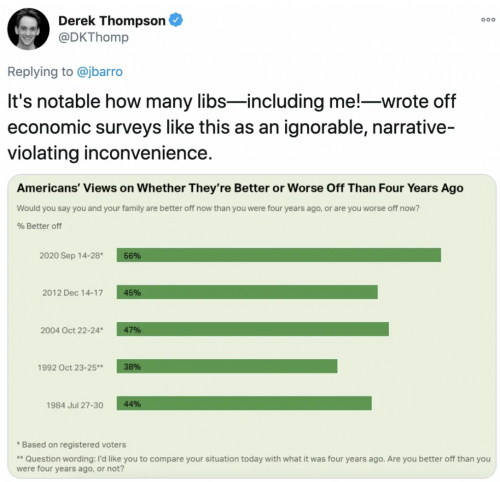 Derek Thompson
@DKThomp
Replying to @jbarro
It's notable how many libs—including me!—wrote off
economic surveys like this as an ignorable, narrative-
violating inconvenience.
Americans' Views on Whether They're Better or Worse Off Than Four Years Ago
Would you say you and your family are better off now than you were four years ago, or are you worse off now?
% Better off
2020 Sep 14-28* 56%
2012 Dec 14-17 45%
2004 Oct 22-24* 47%
1992 Oct 23-25** 38%
1984 Jul 27-30 44%
* Based on registered voters
** Question wording: I'd like you to compare your situation today with what it was four years ago. Are you better off than you
were four years ago, or not?